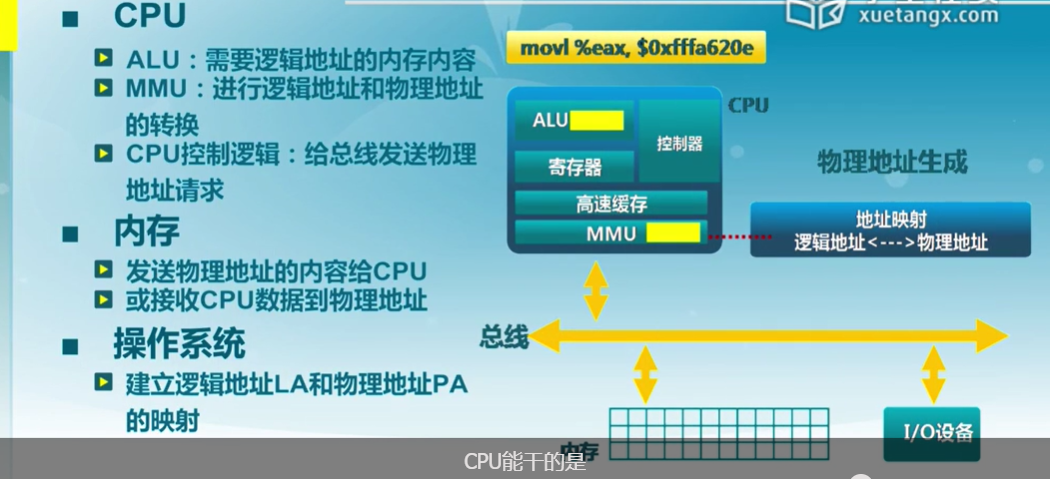 CPU
ALU：需要逻辑地址的内存内容
MMU：进行逻辑地址和物理地址
的转换
CPU控制逻辑：给总线发送物理
地址请求
内存
发送物理地址的内容给CPU
或接收CPU数据到物理地址
操作系统
建立逻辑地址LA和物理地址PA
的映射
xuetangx.com
movl %eax, $0xfffa620e
CPU
ALU
控制器
寄存器
高速缓存
MMU
物理地址生成
地址映射
逻辑地址<--->物理地址
总线
内存
I/O设备
CPU能干的是